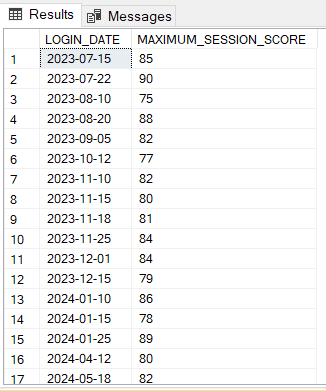 Results Messages
LOGIN_DATE MAXIMUM_SESSION_SCORE
1 2023-07-15 85
2 2023-07-22 90
3 2023-08-10 75
4 2023-08-20 88
5 2023-09-05 82
6 2023-10-12 77
7 2023-11-10 82
8 2023-11-15 80
9 2023-11-18 81
10 2023-11-25 84
11 2023-12-01 84
12 2023-12-15 79
13 2024-01-10 86
14 2024-01-15 78
15 2024-01-25 89
16 2024-04-12 80
17 2024-05-18 82